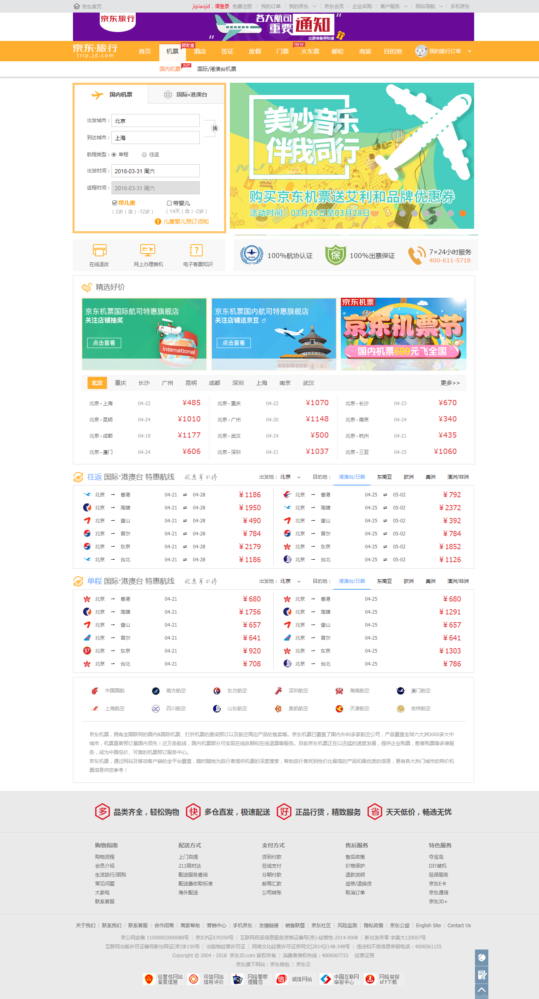 京东首页 jipiaojd，请登录 免费注册 我的订单 我的京东 京东会员 企业采购 客户服务 网站导航 手机京东
京东旅行 各大航司 重要 通知 出游准备早知道
京东·旅行 trip.jd.com 首页 机票 限时惠 酒店 签证 度假 门票 NEW 火车票 邮轮 商旅 目的地 我的旅行订单
国内机票 HOT 国际/港澳台机票
国内机票 国际·港澳台
出发城市：北京
换
到达城市：上海
航程类型： 单程 往返
出发时间：2018-03-31 周六
返程时间：2018-03-31 周六
带儿童 带婴儿
（2岁（含）-12岁） （14天（含）-2岁）
儿童婴儿预订须知
美妙音乐
伴我同行
购买京东机票送艾利和品牌优惠券
活动时间：03月26日至03月28日
在线退改 网上办理乘机 电子客票知识
CATA 100%航协认证 保 100%出票保证 7×24小时服务
400-611-5718
精选好价
京东机票国际航司特惠旗舰店
关注店铺抽奖
点击查看
international
京东机票国内航司特惠旗舰店
关注店铺送京豆
点击查看
京东机票
京东机票节
国内机票699元飞全国
北京 重庆 长沙 广州 昆明 成都 深圳 上海 南京 武汉 更多>>
北京–上海 04-22 ¥485 北京–重庆 04-22 ¥1070 北京–长沙 04-23 ¥670
北京–昆明 04-24 ¥1010 北京–广州 04-20 ¥1148 北京–南京 04-24 ¥340
北京–成都 04-19 ¥1177 北京–武汉 04-24 ¥500 北京–杭州 04-21 ¥435
北京–厦门 04-24 ¥606 北京–深圳 04-21 ¥1037 北京–三亚 04-25 ¥1060
往返 国际·港澳台 特惠航线 优惠享不停 出发地：北京 目的地： 港澳台/日韩 东南亚 欧洲 美洲 澳洲/非洲
北京 → 香港 04-21 ⇌ 04-28 ¥1186 北京 → 香港 04-25 ⇌ 05-02 ¥792
北京 → 高雄 04-21 ⇌ 04-28 ¥1950 北京 → 高雄 04-25 ⇌ 05-02 ¥2372
北京 → 釜山 04-21 ⇌ 04-28 ¥490 北京 → 釜山 04-25 ⇌ 05-02 ¥392
北京 → 首尔 04-21 ⇌ 04-28 ¥784 北京 → 首尔 04-25 ⇌ 05-02 ¥784
北京 → 东京 04-21 ⇌ 04-28 ¥2179 北京 → 东京 04-25 ⇌ 05-02 ¥1852
北京 → 台北 04-21 ⇌ 04-28 ¥1186 北京 → 台北 04-25 ⇌ 05-02 ¥1126
单程 国际·港澳台 特惠航线 优惠享不停 出发地：北京 目的地： 港澳台/日韩 东南亚 欧洲 美洲 澳洲/非洲
北京 → 香港 04-21 ¥680 北京 → 香港 04-25 ¥680
北京 → 高雄 04-21 ¥1756 北京 → 高雄 04-25 ¥1291
北京 → 釜山 04-21 ¥657 北京 → 釜山 04-25 ¥657
北京 → 首尔 04-21 ¥641 北京 → 首尔 04-25 ¥641
S7 北京 → 东京 04-21 ¥920 北京 → 东京 04-25 ¥1303
北京 → 台北 04-21 ¥708 北京 → 台北 04-25 ¥786
中国国航 南方航空 东方航空 深圳航空 海南航空 厦门航空
上海航空 四川航空 山东航空 奥凯航空 天津航空 吉祥航空
京东机票，拥有全国联网的国内&国际机票、打折机票的查询预订以及航空周边产品的售卖等。京东机票已覆盖了国内外80多家航空公司，产品覆盖全球六大洲3000多大中
城市，机票直客预订量国内领先！近万条航线，国内机票部分可实现在线改期和在线退票等服务。目前京东机票正在以迅猛的速度发展，提供企业购票，散客购票等多维服
务，成为中国低价、可靠的机票预订服务中心。
京东机票，通过网站及移动客户端的全平台覆盖，随时随地为旅行者提供机票的深度搜索，帮助旅行者找到性价比最高的产品和最优质的信息，更有各大热门城市的特价机
票信息供您参考！
多 品类齐全，轻松购物 快 多仓直发，极速配送 好 正品行货，精致服务 省 天天低价，畅选无忧
购物指南 配送方式 支付方式 售后服务 特色服务
购物流程 上门自提 货到付款 售后政策 夺宝岛
会员介绍 211限时达 在线支付 价格保护 DIY装机
生活旅行/团购 配送服务查询 分期付款 退款说明 延保服务
常见问题 配送费收取标准 邮局汇款 返修/退换货 京东E卡
大家电 海外配送 公司转账 取消订单 京东通信
联系客服 京东JD+
关于我们 | 联系我们 | 联系客服 | 合作招商 | 商家帮助 | 营销中心 | 手机京东 | 友情链接 | 销售联盟 | 京东社区 | 风险监测 | 隐私政策 | 京东公益 | English Site | Contact Us
京公网安备 11000002000088号 | 京ICP证070359号 | 互联网药品信息服务资格证编号(京)-经营性-2014-0008 | 新出发京零 字第大120007号
互联网出版许可证编号新出网证(京)字150号 | 出版物经营许可证 | 网络文化经营许可证京网文[2014]2148-348号 | 违法和不良信息举报电话：4006561155
Copyright © 2004 - 2018 京东JD.com 版权所有 | 消费者维权热线：4006067733 经营证照
京东旗下网站：京东钱包 | 京东云
经营性网站 备案信息 可信网站 信用评价 网络警察 提醒您 信 诚信网站 中国互联网 举报中心 网络举报 APP下载